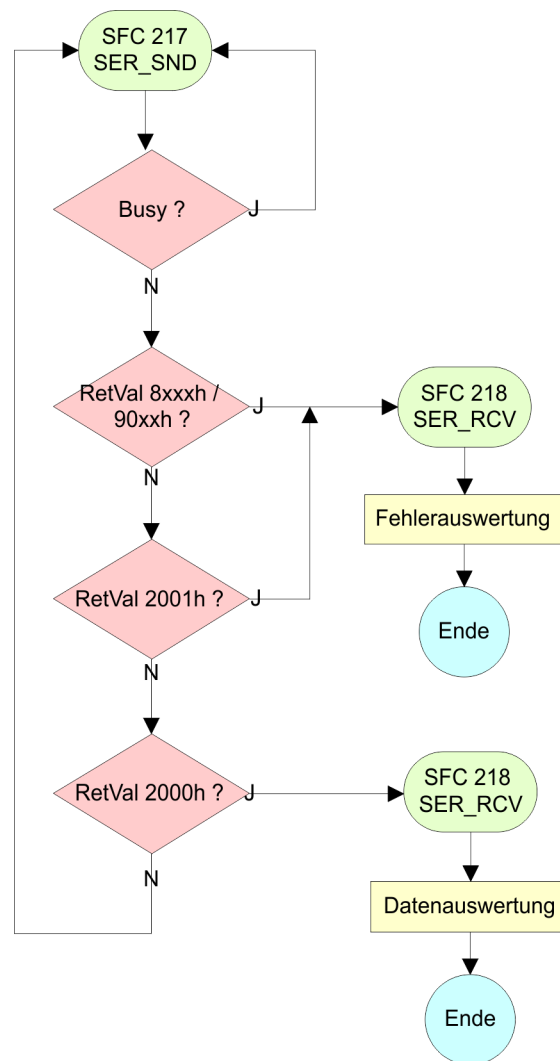 SFC 217
SER_SND
Busy ?
J
N
RetVal 8xxxh /
90xxh ?
J
SFC 218
SER_RCV
N
Fehlerauswertung
RetVal 2001h ?
J
Ende
N
RetVal 2000h ?
J
SFC 218
SER_RCV
N
Datenauswertung
Ende